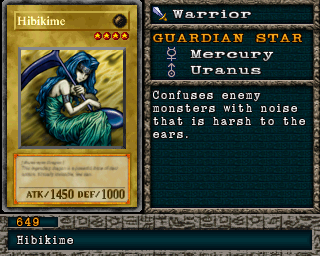 Hibikime
ATK/1450 DEF/1000
Warrior
GUARDIAN STAR
Mercury
Uranus
Confuses enemy
monsters with noise
that is harsh to the
ears.
649
Hibikime